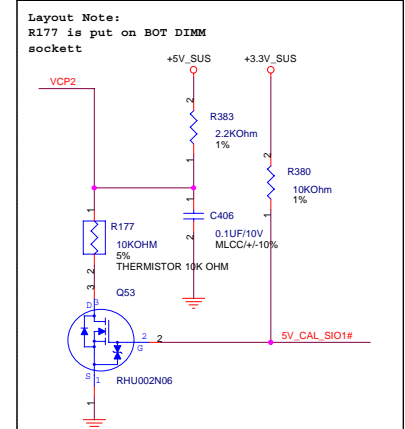 Layout Note:
R177 is put on BOT DIMM
sockett
+5V_SUS
+3.3V_SUS
VCP2
2
R383
2.2KOhm
1%
1
2
R380
10KOhm
1%
1
1
C406
0.1UF/10V
MLCC/+/-10%
2
1
R177
10KOHM
5%
THERMISTOR 10K OHM
2
3
Q53
D
3
2
G
2
5V_CAL_SIO1#
S
1
RHU002N06
1